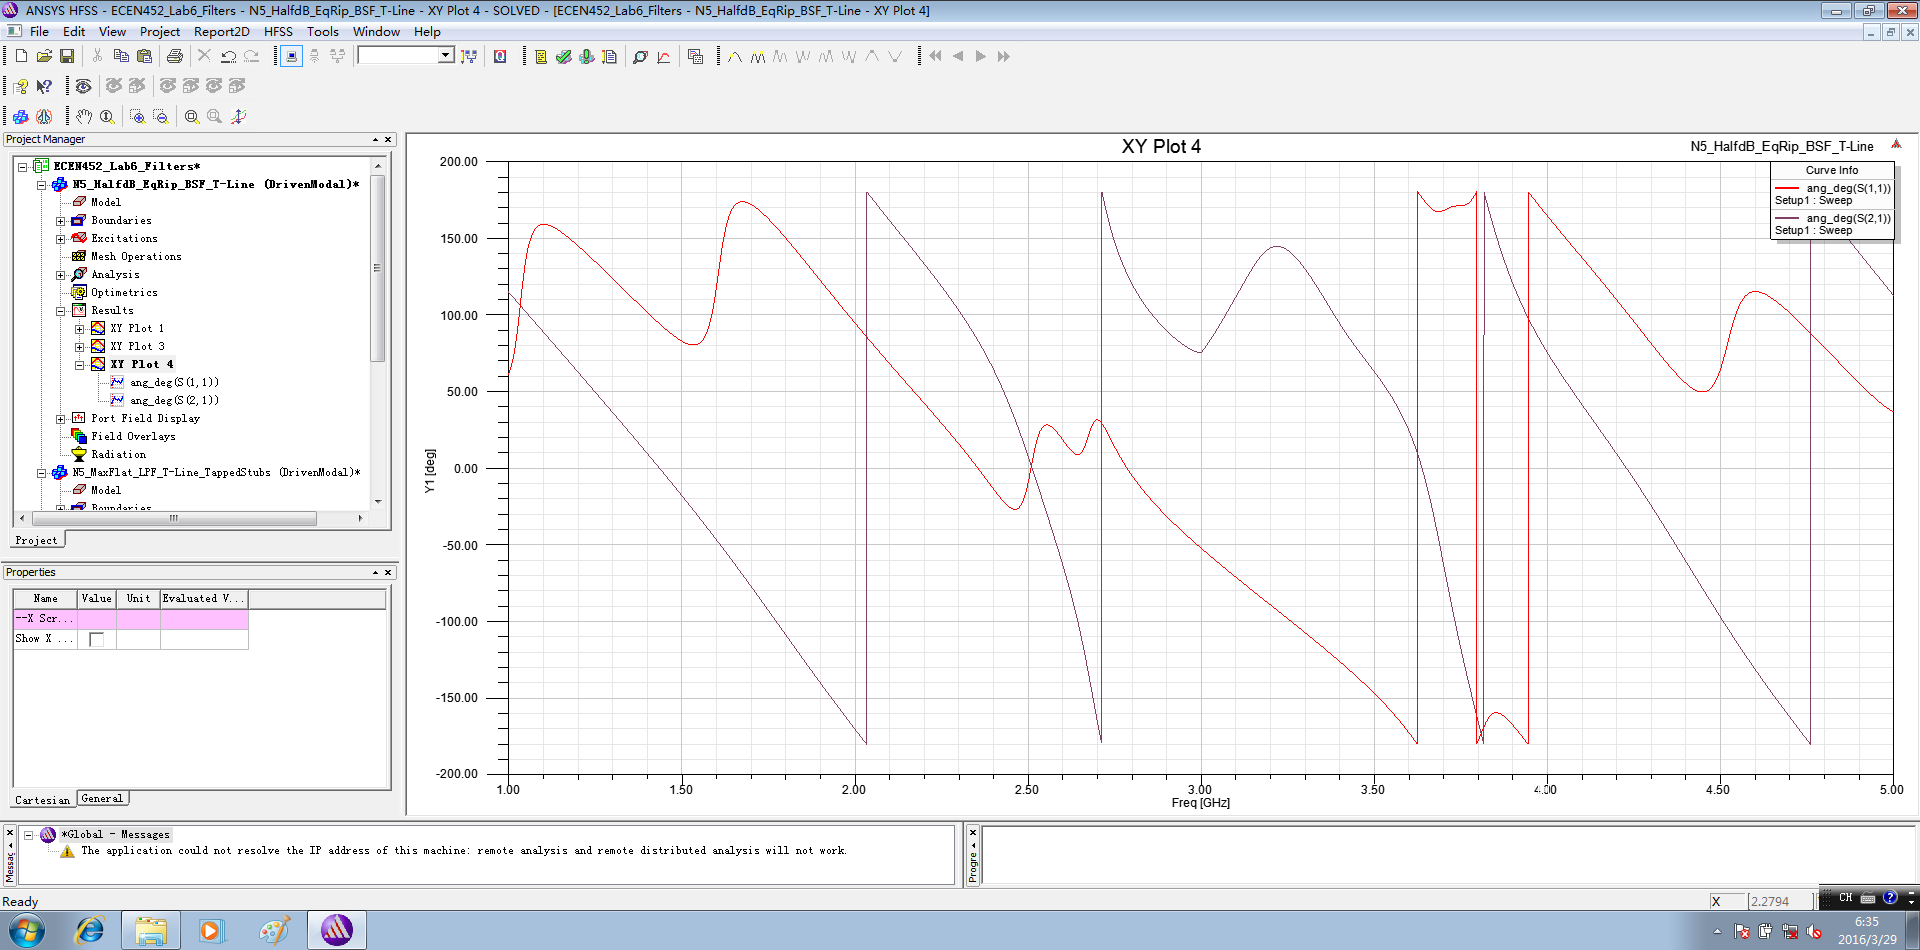 ANSYS HFSS - ECEN452_Lab6_Filters - N5_HalfdB_EqRip_BSF_T-Line - XY Plot 4 - SOLVED - [ECEN452_Lab6_Filters - N5_HalfdB_EqRip_BSF_T-Line - XY Plot 4]
File Edit View Project Report2D HFSS Tools Window Help
Project Manager
ECEN452_Lab6_Filters*
N5_HalfdB_EqRip_BSF_T-Line (DrivenModal)*
Model
Boundaries
Excitations
Mesh Operations
Analysis
Optimetrics
Results
XY Plot 1
XY Plot 3
XY Plot 4
ang_deg(S(1,1))
ang_deg(S(2,1))
Port Field Display
Field Overlays
Radiation
N5_MaxFlat_LPF_T-Line_TappedStubs (DrivenModal)*
Model
Boundaries
Project
Properties
Name Value Unit Evaluated V...
--X Scr...
Show X ...
Cartesian General
XY Plot 4
N5_HalfdB_EqRip_BSF_T-Line
Curve Info
ang_deg(S(1,1))
Setup1 : Sweep
ang_deg(S(2,1))
Setup1 : Sweep
200.00
150.00
100.00
50.00
0.00
-50.00
-100.00
-150.00
-200.00
Y1 [deg]
1.00 1.50 2.00 2.50 3.00 3.50 4.00 4.50 5.00
Freq [GHz]
Messag
*Global - Messages
The application could not resolve the IP address of this machine: remote analysis and remote distributed analysis will not work.
Progre
Ready
X 2.2794
CH
6:35
2016/3/29